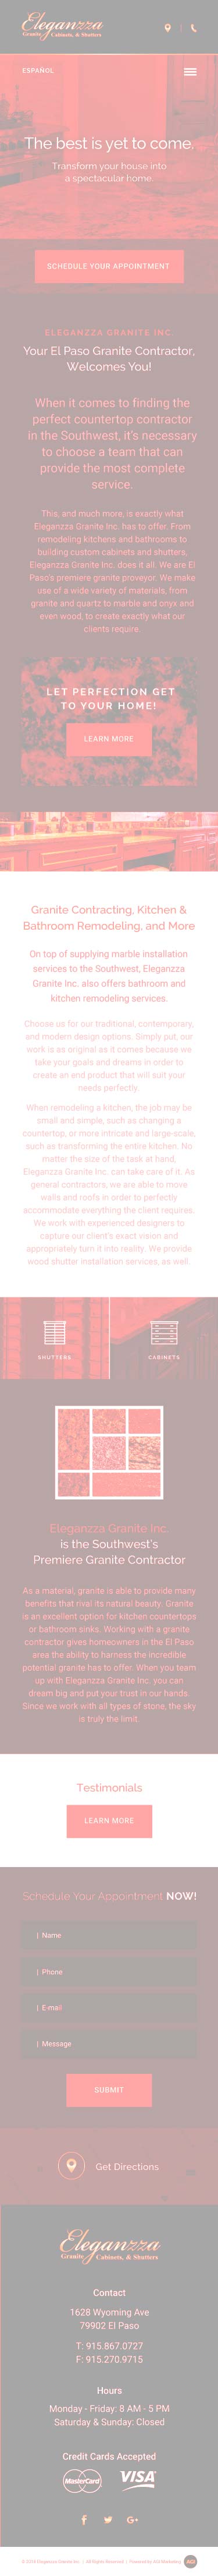 Eleganzza
Granite, Cabinets, & Shutters
ESPAÑOL
The best is yet to come.
Transform your house into
a spectacular home.
SCHEDULE YOUR APPOINTMENT
ELEGANZZA GRANITE INC.
Your El Paso Granite Contractor,
Welcomes You!
When it comes to finding the
perfect countertop contractor
in the Southwest, it's necessary
to choose a team that can
provide the most complete
service.
This, and much more, is exactly what
Eleganzza Granite Inc. has to offer. From
remodeling kitchens and bathrooms to
building custom cabinets and shutters,
Eleganzza Granite Inc. does it all. We are El
Paso's premiere granite proveyor. We make
use of a wide variety of materials, from
granite and quartz to marble and onyx and
even wood, to create exactly what our
clients require.
LET PERFECTION GET
TO YOUR HOME!
LEARN MORE
Granite Contracting, Kitchen &
Bathroom Remodeling, and More
On top of supplying marble installation
services to the Southwest, Eleganzza
Granite Inc. also offers bathroom and
kitchen remodeling services.
Choose us for our traditional, contemporary,
and modern design options. Simply put, our
work is as original as it comes because we
take your goals and dreams in order to
create an end product that will suit your
needs perfectly.
When remodeling a kitchen, the job may be
small and simple, such as changing a
countertop, or more intricate and large-scale,
such as transforming the entire kitchen. No
matter the size of the task at hand,
Eleganzza Granite Inc. can take care of it. As
general contractors, we are able to move
walls and roofs in order to perfectly
accommodate everything the client requires.
We work with experienced designers to
capture our client's exact vision and
appropriately turn it into reality. We provide
wood shutter installation services, as well.
SHUTTERS
CABINETS
Eleganzza Granite Inc.
is the Southwest's
Premiere Granite Contractor
As a material, granite is able to provide many
benefits that rival its natural beauty. Granite
is an excellent option for kitchen countertops
or bathroom sinks. Working with a granite
contractor gives homeowners in the El Paso
area the ability to harness the incredible
potential granite has to offer. When you team
up with Eleganzza Granite Inc. you can
dream big and put your trust in our hands.
Since we work with all types of stone, the sky
is truly the limit.
Testimonials
LEARN MORE
Schedule Your Appointment NOW!
| Name
| Phone
| E-mail
| Message
SUBMIT
Get Directions
Eleganzza
Granite, Cabinets, & Shutters
Contact
1628 Wyoming Ave
79902 El Paso
T: 915.867.0727
F: 915.270.9715
Hours
Monday - Friday: 8 AM - 5 PM
Saturday & Sunday: Closed
Credit Cards Accepted
MasterCard VISA